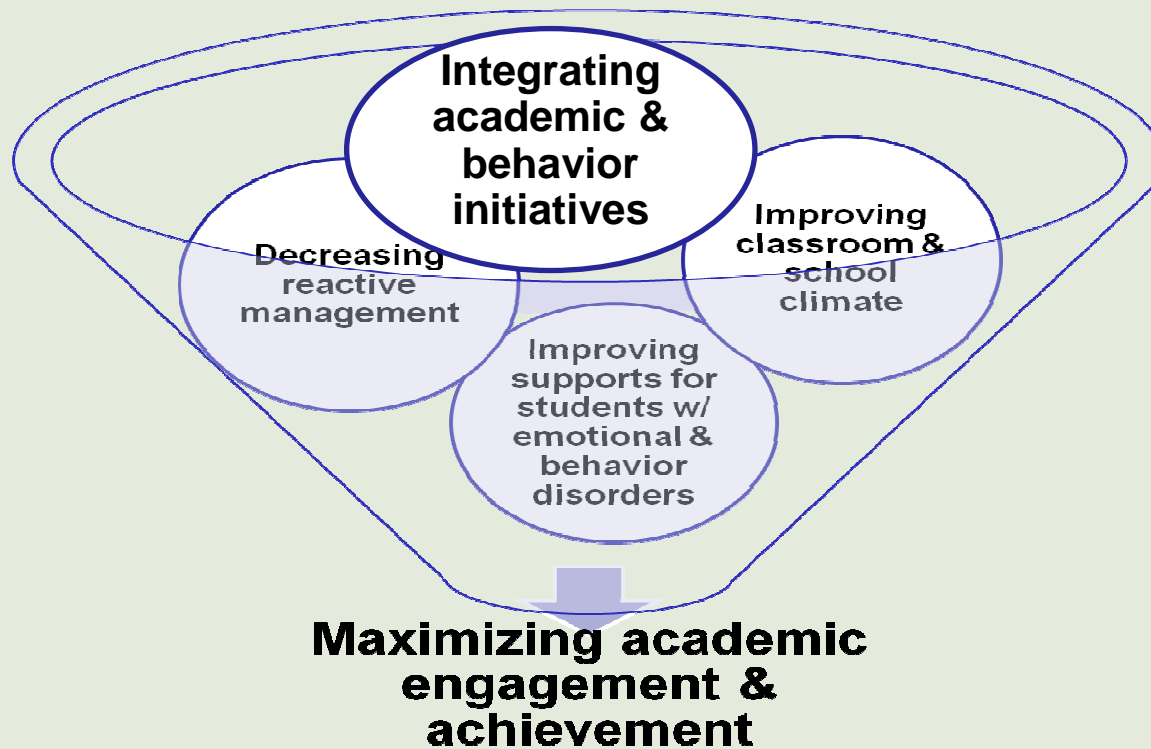 Integrating
academic &
behavior
initiatives
Decreasing
reactive
management
Improving
classroom &
school
climate
Improving
supports for
students w/
emotional &
behavior
disorders
Maximizing academic
engagement &
achievement